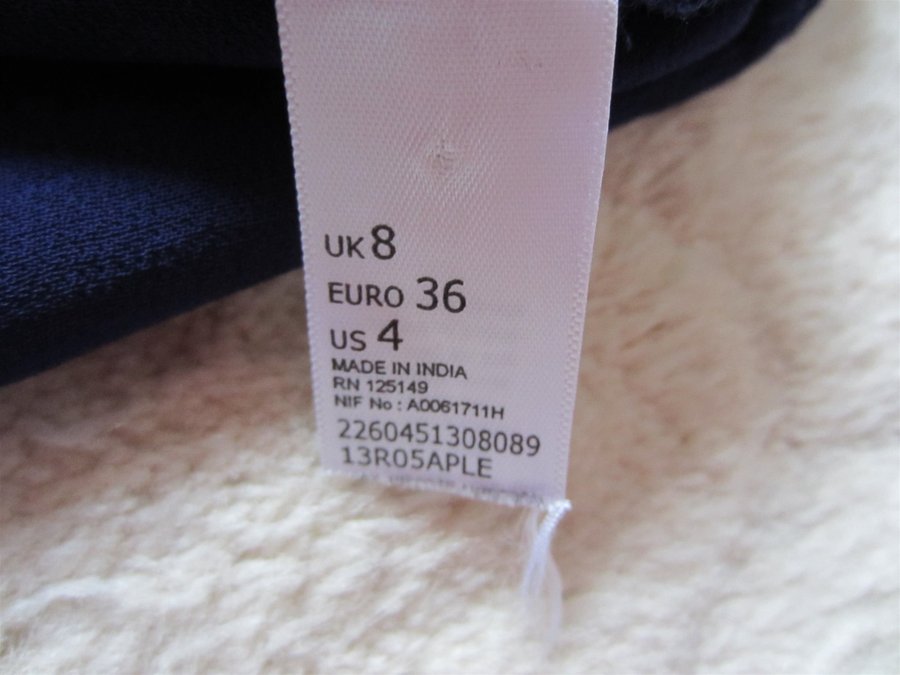 UK 8
EURO 36
US 4
MADE IN INDIA
RN 125149
NIF No : A0061711H
2260451308089
13R05APLE